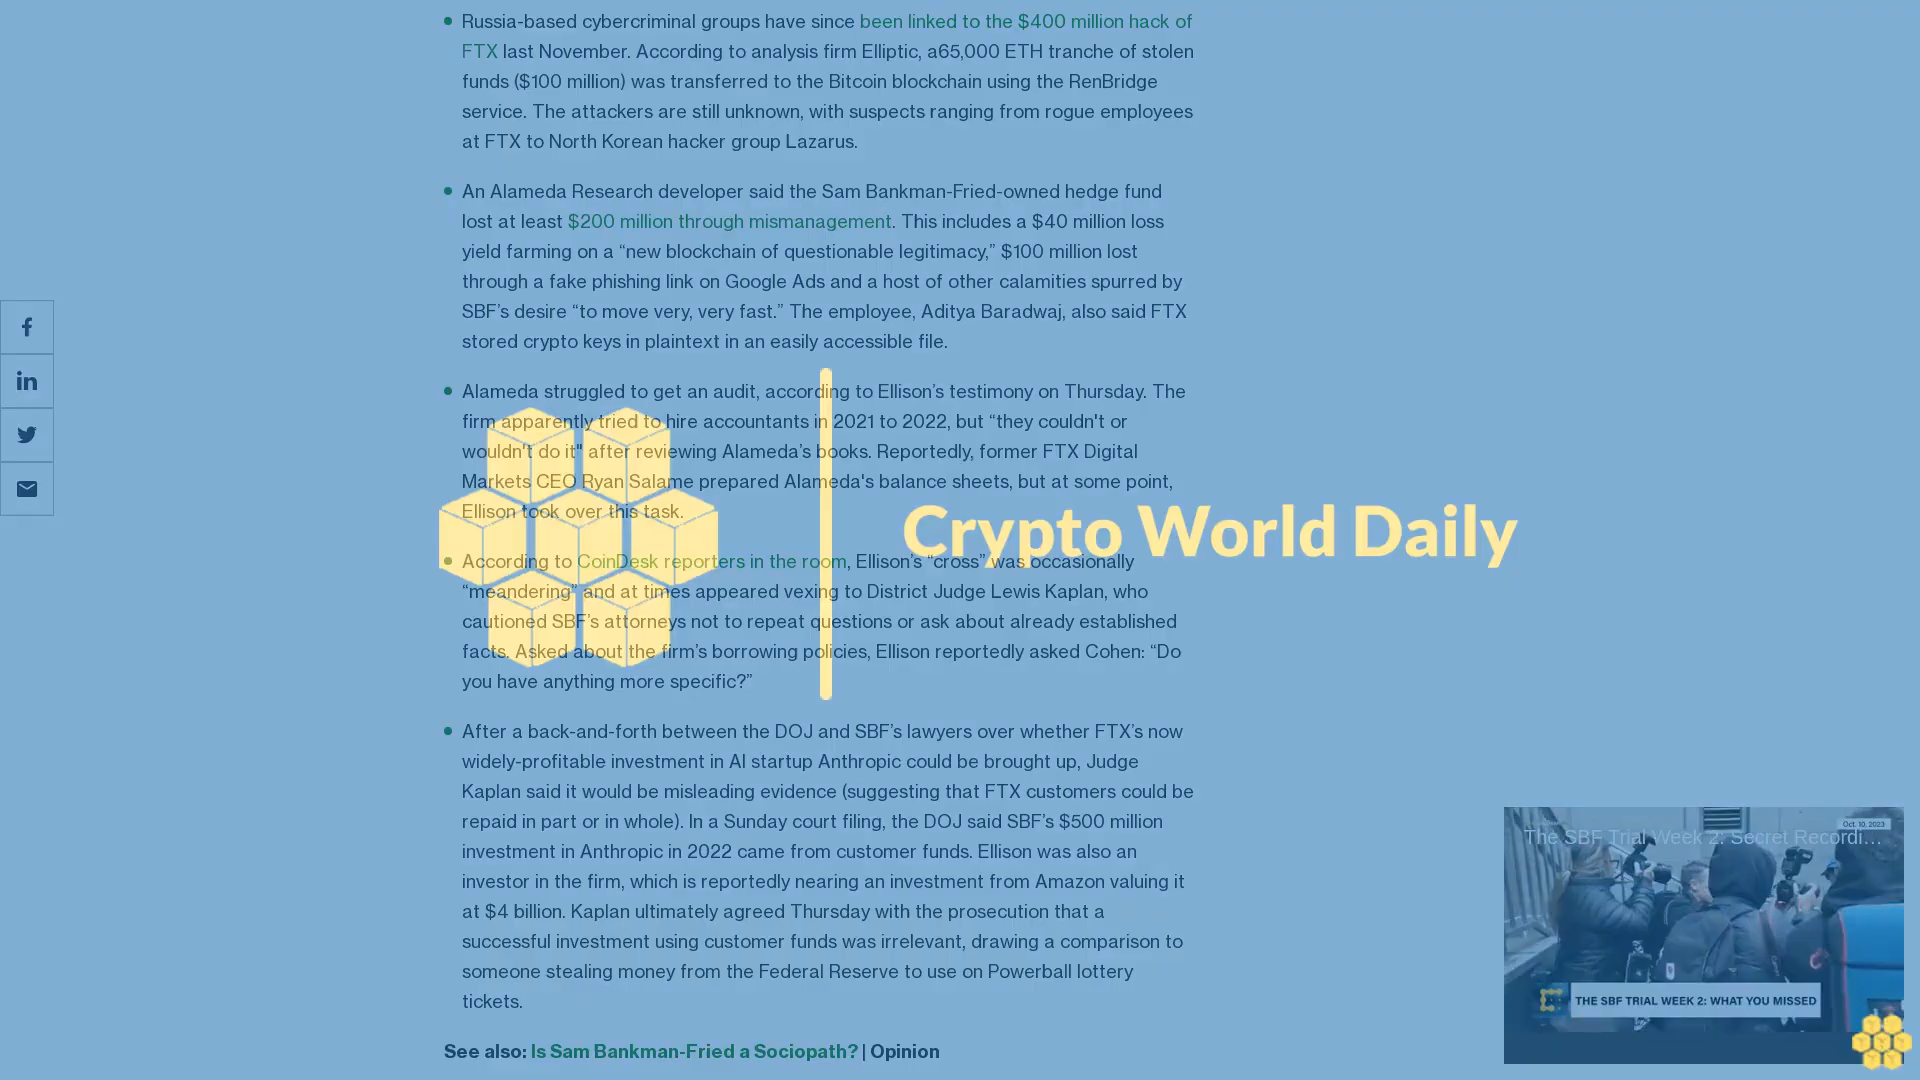 Russia-based cybercriminal groups have since been linked to the $400 million hack of
FTX last November. According to analysis firm Elliptic, a65,000 ETH tranche of stolen
funds ($100 million) was transferred to the Bitcoin blockchain using the RenBridge
service. The attackers are still unknown, with suspects ranging from rogue employees
at FTX to North Korean hacker group Lazarus.
An Alameda Research developer said the Sam Bankman-Fried-owned hedge fund
lost at least $200 million through mismanagement. This includes a $40 million loss
yield farming on a “new blockchain of questionable legitimacy,” $100 million lost
through a fake phishing link on Google Ads and a host of other calamities spurred by
SBF’s desire “to move very, very fast.” The employee, Aditya Baradwaj, also said FTX
stored crypto keys in plaintext in an easily accessible file.
Alameda struggled to get an audit, according to Ellison’s testimony on Thursday. The
firm apparently tried to hire accountants in 2021 to 2022, but “they couldn't or
wouldn't do it" after reviewing Alameda’s books. Reportedly, former FTX Digital
Markets CEO Ryan Salame prepared Alameda's balance sheets, but at some point,
Ellison took over this task.
According to CoinDesk reporters in the room, Ellison’s “cross” was occasionally
“meandering” and at times appeared vexing to District Judge Lewis Kaplan, who
cautioned SBF’s attorneys not to repeat questions or ask about already established
facts. Asked about the firm’s borrowing policies, Ellison reportedly asked Cohen: “Do
you have anything more specific?”
After a back-and-forth between the DOJ and SBF’s lawyers over whether FTX’s now
widely-profitable investment in AI startup Anthropic could be brought up, Judge
Kaplan said it would be misleading evidence (suggesting that FTX customers could be
repaid in part or in whole). In a Sunday court filing, the DOJ said SBF’s $500 million
investment in Anthropic in 2022 came from customer funds. Ellison was also an
investor in the firm, which is reportedly nearing an investment from Amazon valuing it
at $4 billion. Kaplan ultimately agreed Thursday with the prosecution that a
successful investment using customer funds was irrelevant, drawing a comparison to
someone stealing money from the Federal Reserve to use on Powerball lottery
tickets.
See also: Is Sam Bankman-Fried a Sociopath? | Opinion
Crypto World Daily
Oct. 10, 2023
The SBF Trial Week 2: Secret Recordi...
THE SBF TRIAL WEEK 2: WHAT YOU MISSED